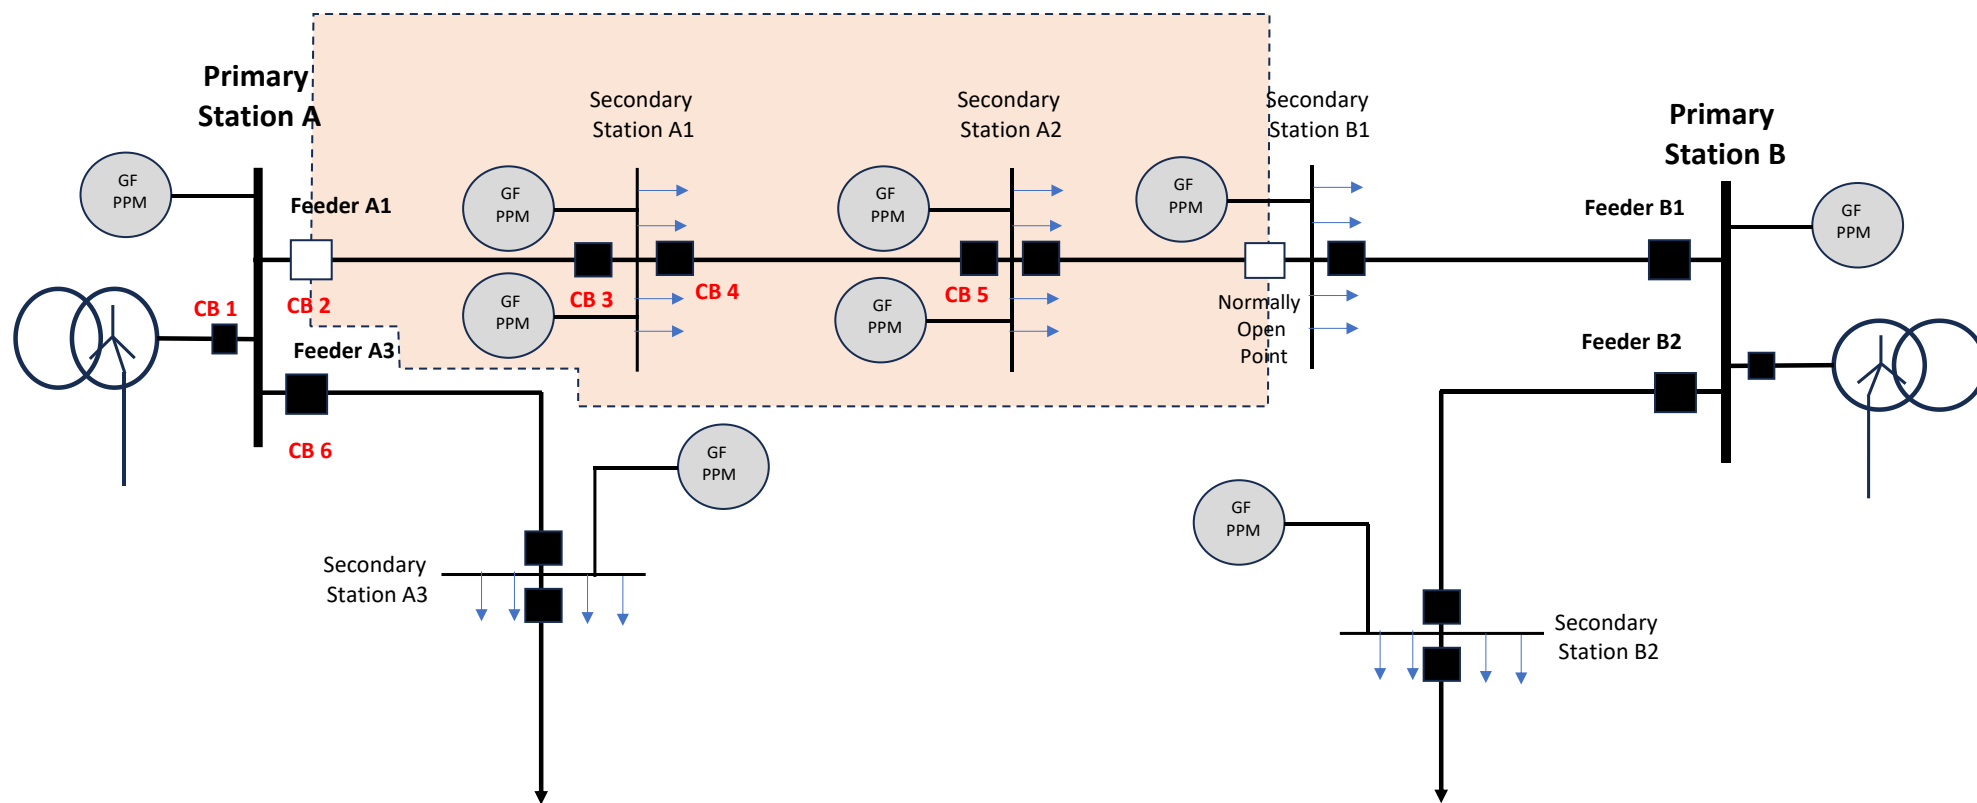 Primary
Station A
Secondary
Station A1
Secondary
Station A2
Secondary
Station B1
Primary
Station B
GF
PPM
Feeder A1
GF
PPM
GF
PPM
GF
PPM
Feeder B1
GF
PPM
CB 1
CB 2
GF
PPM
CB 3
CB 4
GF
PPM
CB 5
Normally
Open
Point
Feeder A3
Feeder B2
CB 6
GF
PPM
GF
PPM
Secondary
Station A3
Secondary
Station B2